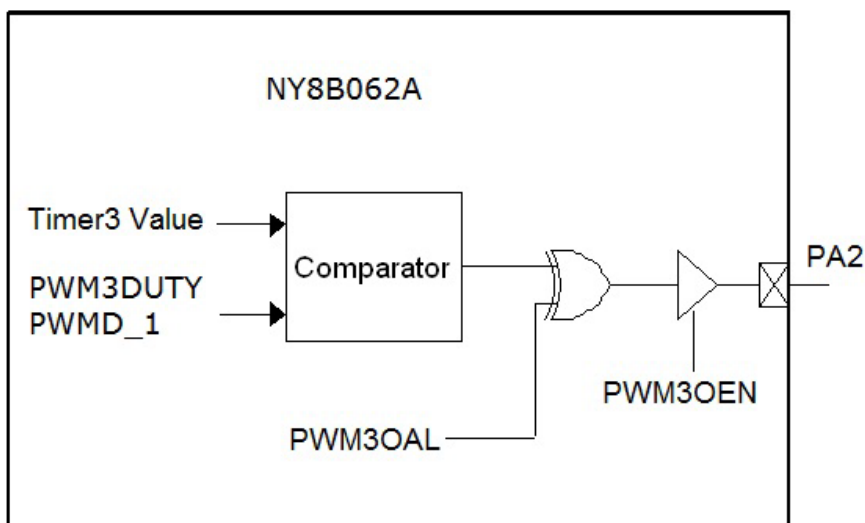 NY8B062A
Timer3 Value
PWM3DUTY
PWMD_1
Comparator
PA2
PWM3OEN
PWM3OAL